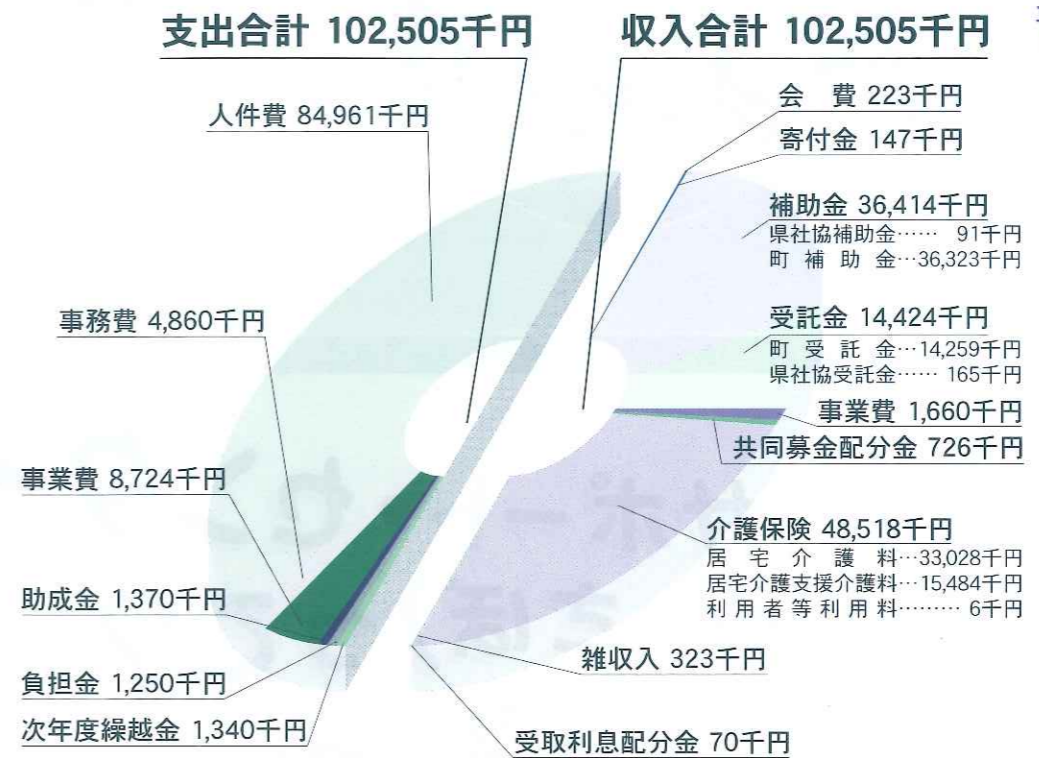 支出合計 102,505千円
人件費 84,961千円
事務費 4,860千円
事業費 8,724千円
助成金 1,370千円
負担金 1,250千円
次年度繰越金 1,340千円
収入合計 102,505千円
会 費 223千円
寄付金 147千円
補助金 36,414千円
県社協補助金…… 91千円
町補助金…36,323千円
受託金 14,424千円
町受託金…14,259千円
県社協受託金…… 165千円
事業費 1,660千円
共同募金配分金 726千円
介護保険 48,518千円
居宅介護料…33,028千円
居宅介護支援介護料…15,484千円
利用者等利用料……… 6千円
雑収入 323千円
受取利息配分金 70千円